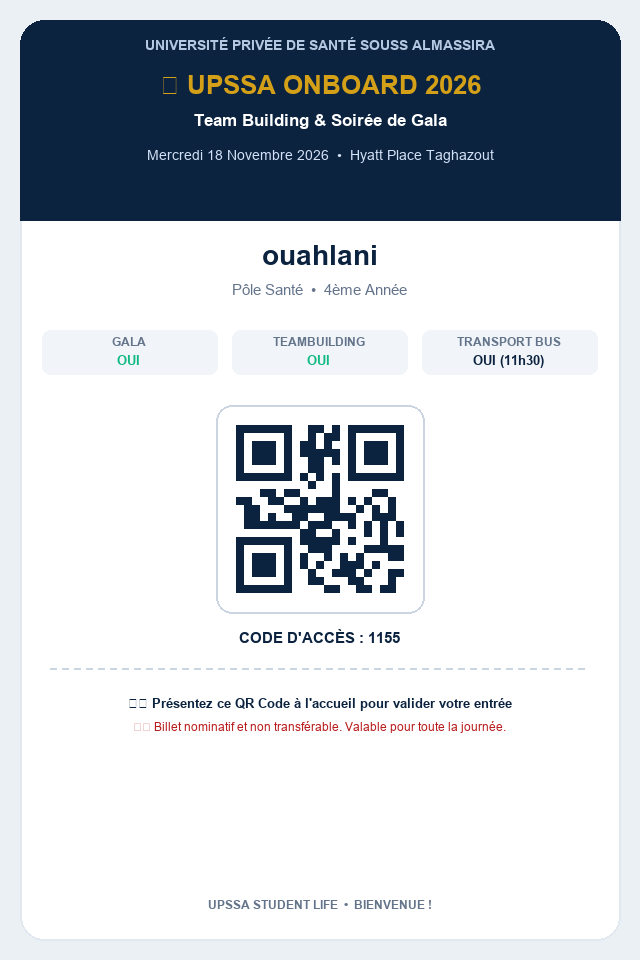 UNIVERSITÉ PRIVÉE DE SANTÉ SOUSS ALMASSIRA
UPSSA ONBOARD 2026
Team Building & Soirée de Gala
Mercredi 18 Novembre 2026 • Hyatt Place Taghazout
ouahlani
Pôle Santé • 4ème Année
GALA
OUI
TEAMBUILDING
OUI
TRANSPORT BUS
OUI (11h30)
CODE D'ACCÈS : 1155
Présentez ce QR Code à l'accueil pour valider votre entrée
Billet nominatif et non transférable. Valable pour toute la journée.
UPSSA STUDENT LIFE • BIENVENUE !